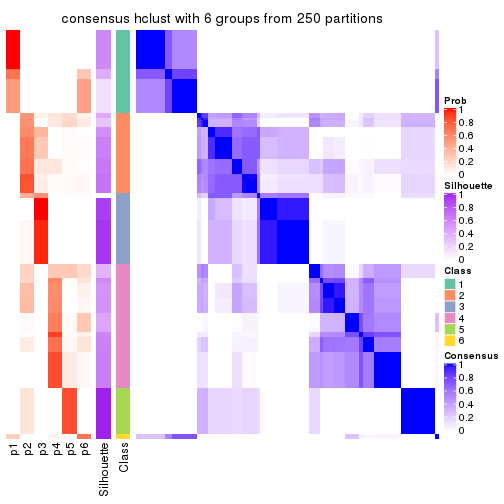 consensus hclust with 6 groups from 250 partitions
Prob
1
0.8
0.6
0.4
0.2
0
Silhouette
1
0.8
0.6
0.4
0.2
0
Class
1
2
3
4
5
6
Consensus
1
0.8
0.6
0.4
0.2
0
p1
p2
p3
p4
p5
p6
Silhouette
Class